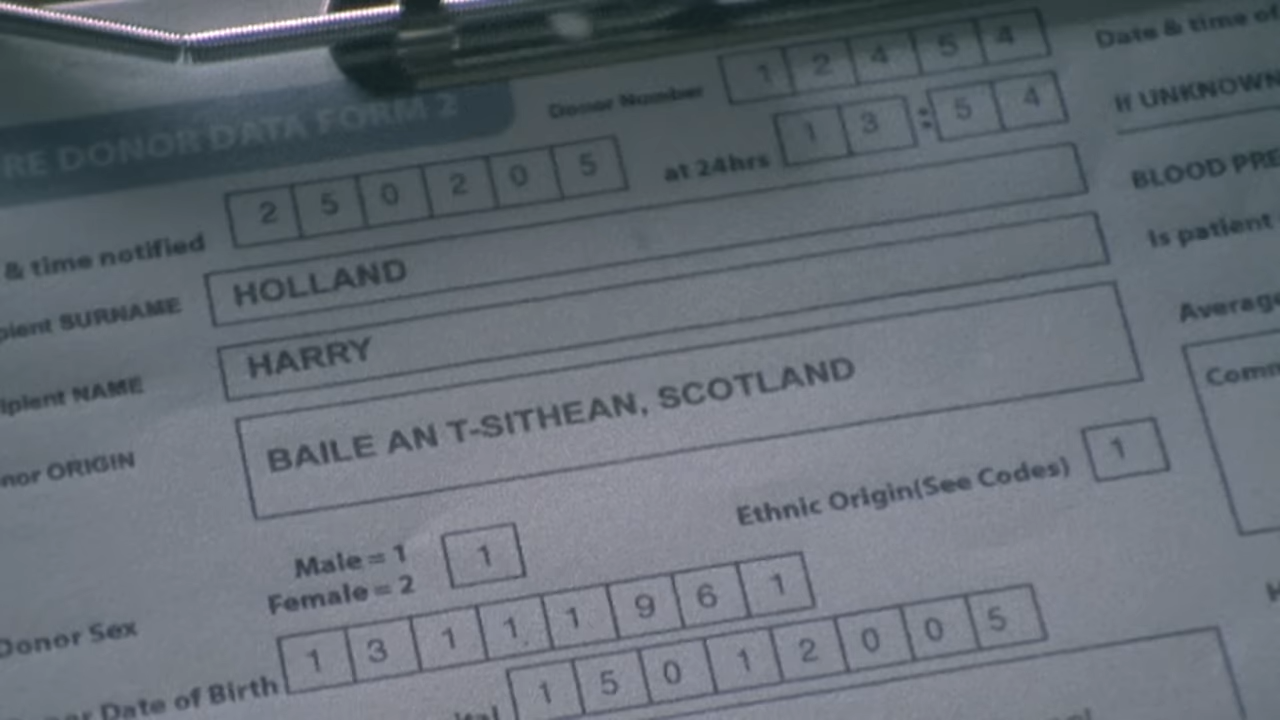 RE DONOR DATA FORM 2
Donor Number 1 2 4 5 4
Date & time of
& time notified 2 5 0 2 0 5 at 24hrs 1 3 : 5 4
If UNKNOWN
pient SURNAME HOLLAND
BLOOD PRE
ipient NAME HARRY
Is patient
nor ORIGIN BAILE AN T-SITHEAN, SCOTLAND
Average
Comm
Ethnic Origin(See Codes) 1
Male = 1 1
Female = 2
Donor Sex
Date of Birth 1 3 1 1 1 9 6 1
1 5 0 1 2 0 0 5